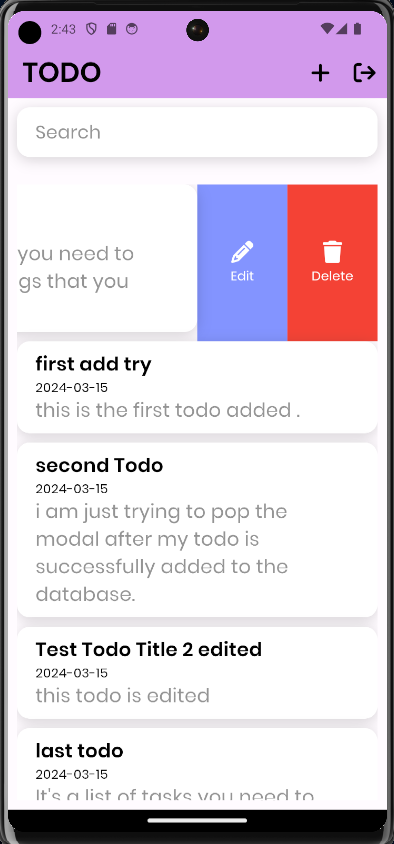 2:43
TODO
Search
you need to
gs that you
Edit
Delete
first add try
2024-03-15
this is the first todo added .
second Todo
2024-03-15
i am just trying to pop the
modal after my todo is
successfully added to the
database.
Test Todo Title 2 edited
2024-03-15
this todo is edited
last todo
2024-03-15
It's a list of tasks you need to